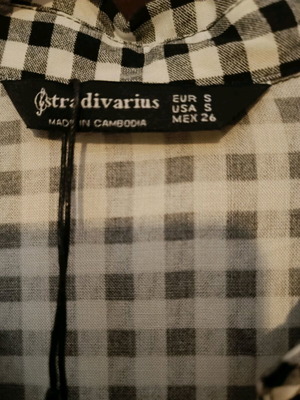 stradivarius
MADE IN CAMBODIA
EUR S
USA S
MEX 26